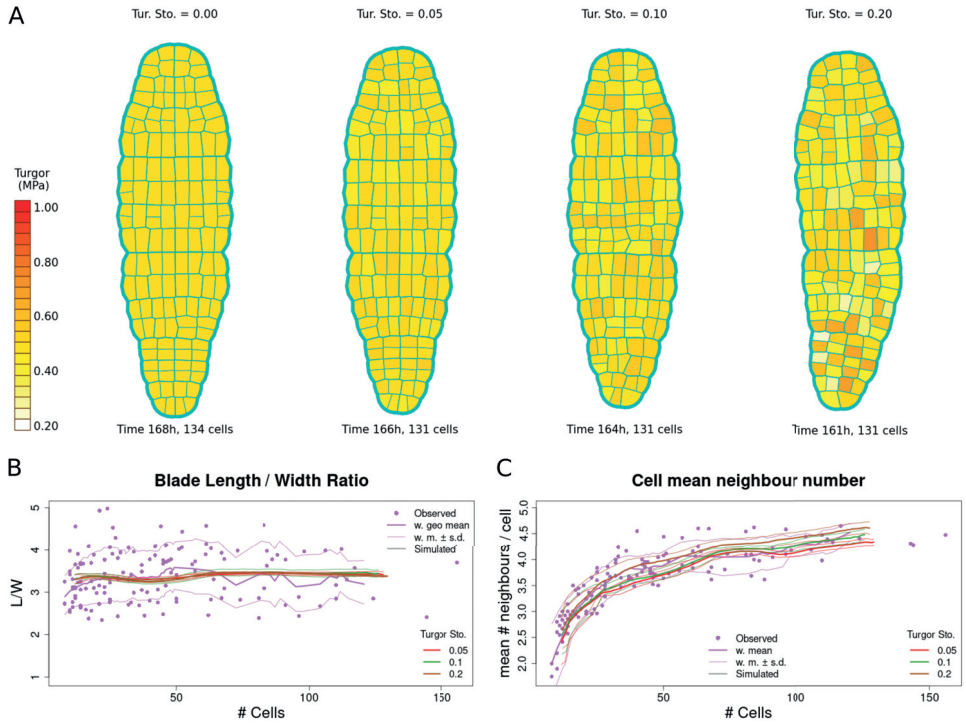 A
Tur. Sto. = 0.00
Tur. Sto. = 0.05
Tur. Sto. = 0.10
Tur. Sto. = 0.20
Turgor
(MPa)
1.00
0.80
0.60
0.40
0.20
Time 168h, 134 cells
Time 166h, 131 cells
Time 164h, 131 cells
Time 161h, 131 cells
B
Blade Length / Width Ratio
L/W
5
4
3
2
1
Observed
w. geo mean
w. m. ± s.d.
Simulated
Turgor Sto.
0.05
0.1
0.2
50
100
150
# Cells
C
Cell mean neighbour number
mean # neighbours / cell
5.0
4.5
4.0
3.5
3.0
2.5
2.0
Observed
w. mean
w. m. ± s.d.
Simulated
Turgor Sto.
0.05
0.1
0.2
50
100
150
# Cells